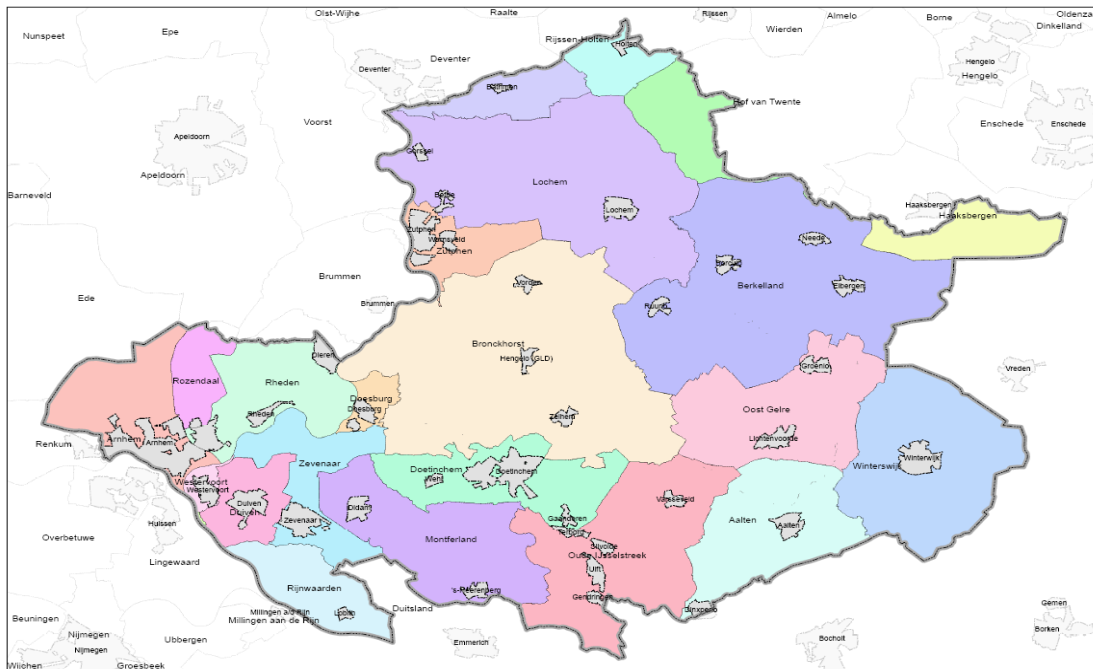 Olst-Wijhe
Raalte
Rijssen
Almelo
Borne
Oldenza
Dinkelland
Nunspeet
Epe
Wierden
Rijssen-Holten
Holten
Deventer
Deventer
Hengelo
Hengelo
Bathmen
Hof van Twente
Voorst
Enschede
Enschede
Apeldoorn
Apeldoorn
Gorssel
Barneveld
Lochem
Lochem
Eefde
Haaksbergen
Haaksbergen
Zutphen
Warnsveld
Zutphen
Neede
Borculo
Brummen
Berkelland
Eibergen
Ede
Vorden
Brummen
Ruurlo
Bronckhorst
Dieren
Hengelo (GLD)
Groenlo
Vreden
Rozendaal
Rheden
Doesburg
Doesburg
Oost Gelre
Rheden
Zelhem
Arnhem
Arnhem
Renkum
Lichtenvoorde
Zevenaar
Winterswijk
Winterwijk
Doetinchem
Doetinchem
Wehl
Westervoort
Westervoort
Duiven
Duiven
Didam
Varsseveld
Zevenaar
Huissen
Gaanderen
Aalten
Aalten
Terborg
Overbetuwe
Montferland
Silvolde
Oude IJsselstreek
Lingewaard
Ulft
Rijnwaarden
's-Heerenberg
Gendringen
Dinxperlo
Duitsland
Lobith
Millingen a/d Rijn
Millingen aan de Rijn
Beuningen
Gemen
Nijmegen
Nijmegen
Ubbergen
Emmerich
Bocholt
Borken
Wijchen
Groesbeek